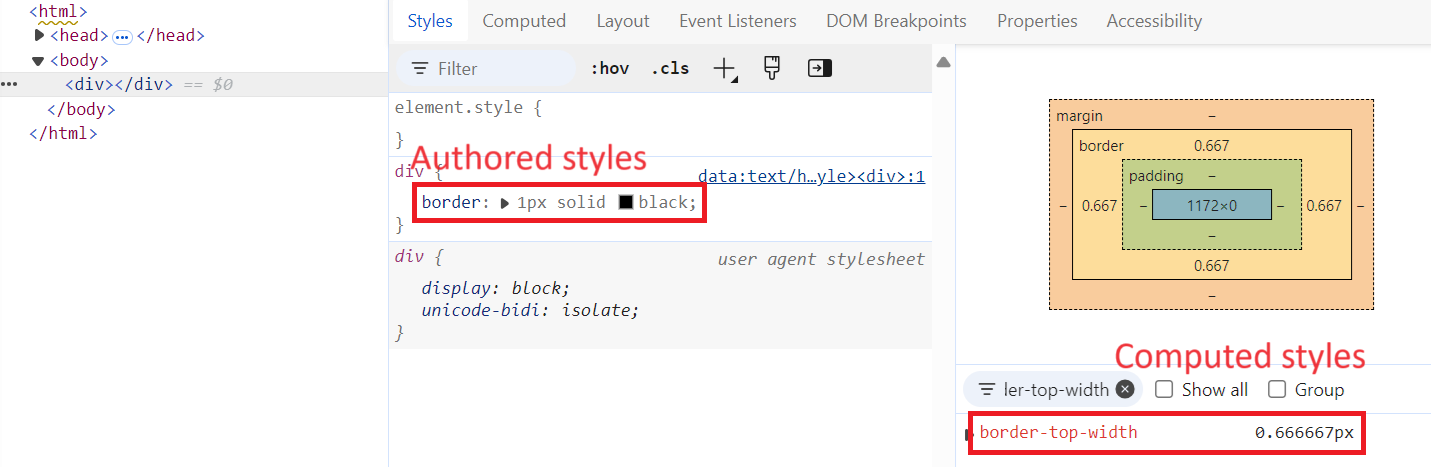 <html>
<head> ••• </head>
<body>
••• <div></div> == $0
</body>
</html>
Styles Computed Layout Event Listeners DOM Breakpoints Properties Accessibility
Filter :hov .cls
element.style {
}
Authored styles
div {
data:text/h…yle><div>:1
border: 1px solid black;
}
div {
user agent stylesheet
display: block;
unicode-bidi: isolate;
}
margin –
border 0.667
padding –
– 0.667 – 1172×0 – 0.667 –
–
0.667
–
Computed styles
ler-top-width Show all Group
border-top-width 0.666667px